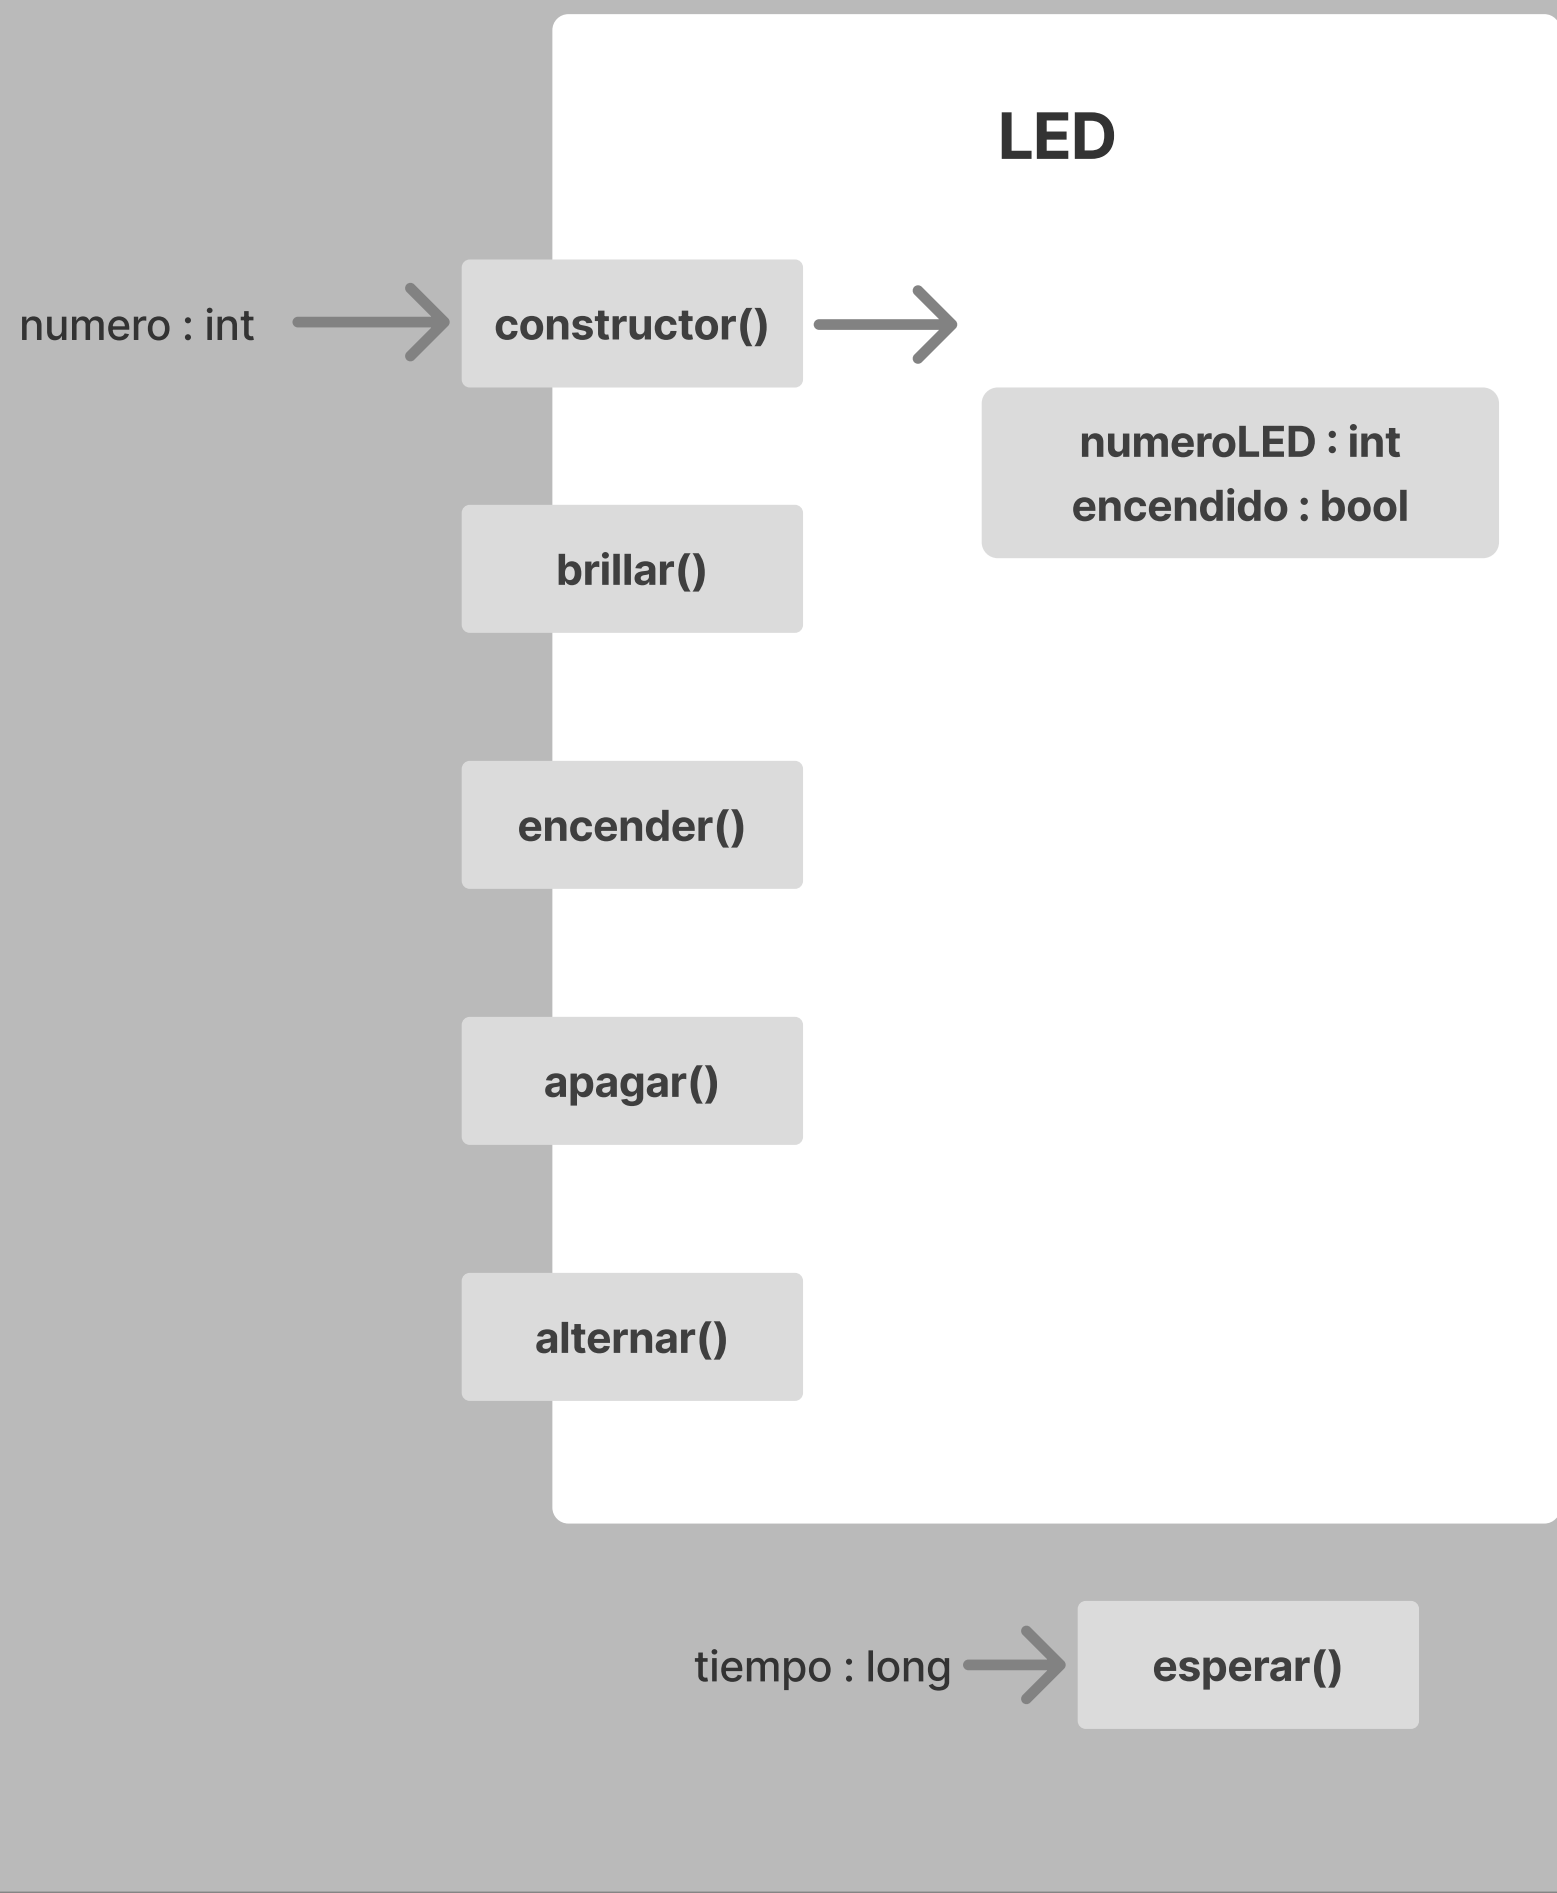 LED
numero : int
constructor()
numeroLED : int
encendido : bool
brillar()
encender()
apagar()
alternar()
tiempo : long
esperar()